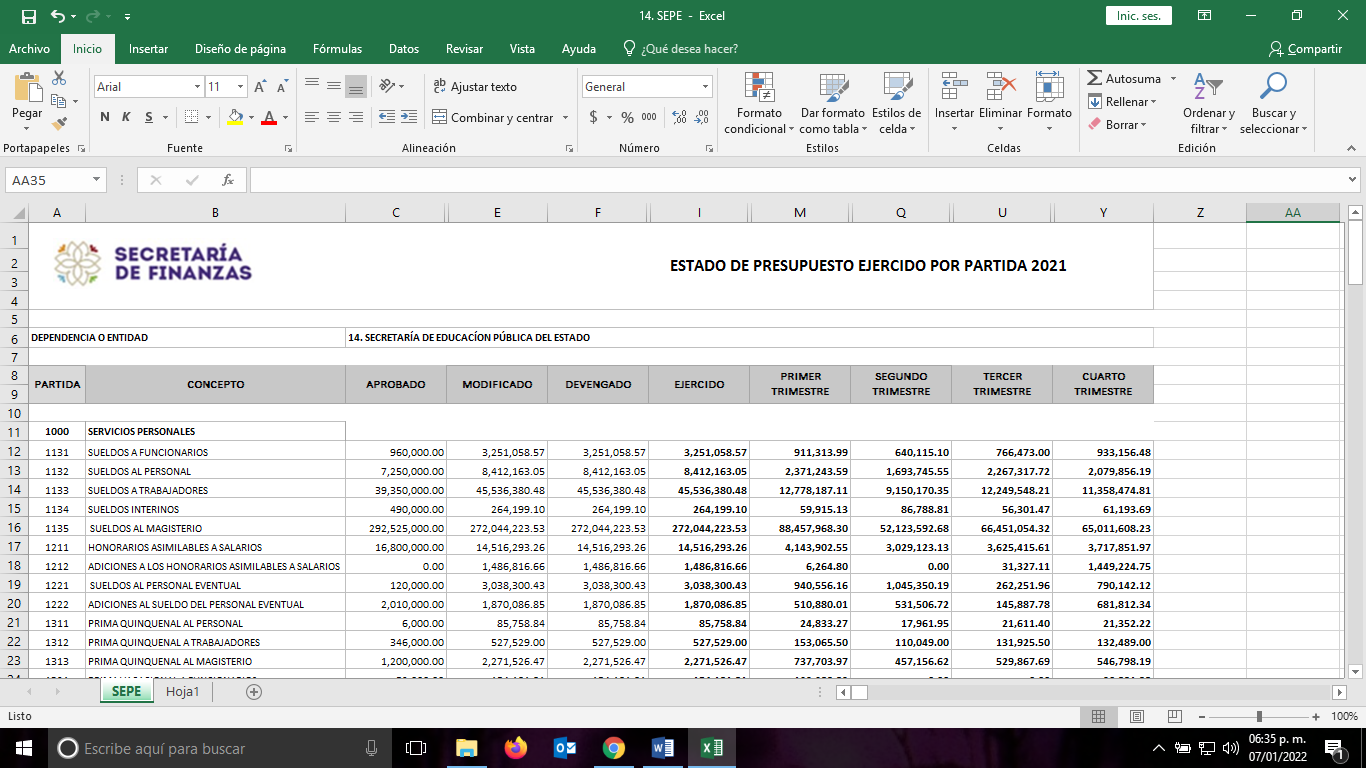 14. SEPE - Excel
Inic. ses.
Archivo Inicio Insertar Diseño de página Fórmulas Datos Revisar Vista Ayuda ¿Qué desea hacer? Compartir
Pegar
Arial 11
Ajustar texto
General
Formato condicional
Dar formato como tabla
Estilos de celda
Insertar Eliminar Formato
Autosuma
Rellenar
Borrar
Ordenar y filtrar
Buscar y seleccionar
N K S
Combinar y centrar
$ % 000
Portapapeles Fuente Alineación Número Estilos Celdas Edición
AA35 fx
A B C E F I M Q U Y Z AA
1
2
3
4
SECRETARÍA
DE FINANZAS
ESTADO DE PRESUPUESTO EJERCIDO POR PARTIDA 2021
5
6 DEPENDENCIA O ENTIDAD 14. SECRETARÍA DE EDUCACÍON PÚBLICA DEL ESTADO
7
8
9
PARTIDA CONCEPTO APROBADO MODIFICADO DEVENGADO EJERCIDO PRIMER TRIMESTRE SEGUNDO TRIMESTRE TERCER TRIMESTRE CUARTO TRIMESTRE
10
11 1000 SERVICIOS PERSONALES
12 1131 SUELDOS A FUNCIONARIOS 960,000.00 3,251,058.57 3,251,058.57 3,251,058.57 911,313.99 640,115.10 766,473.00 933,156.48
13 1132 SUELDOS AL PERSONAL 7,250,000.00 8,412,163.05 8,412,163.05 8,412,163.05 2,371,243.59 1,693,745.55 2,267,317.72 2,079,856.19
14 1133 SUELDOS A TRABAJADORES 39,350,000.00 45,536,380.48 45,536,380.48 45,536,380.48 12,778,187.11 9,150,170.35 12,249,548.21 11,358,474.81
15 1134 SUELDOS INTERINOS 490,000.00 264,199.10 264,199.10 264,199.10 59,915.13 86,788.81 56,301.47 61,193.69
16 1135 SUELDOS AL MAGISTERIO 292,525,000.00 272,044,223.53 272,044,223.53 272,044,223.53 88,457,968.30 52,123,592.68 66,451,054.32 65,011,608.23
17 1211 HONORARIOS ASIMILABLES A SALARIOS 16,800,000.00 14,516,293.26 14,516,293.26 14,516,293.26 4,143,902.55 3,029,123.13 3,625,415.61 3,717,851.97
18 1212 ADICIONES A LOS HONORARIOS ASIMILABLES A SALARIOS 0.00 1,486,816.66 1,486,816.66 1,486,816.66 6,264.80 0.00 31,327.11 1,449,224.75
19 1221 SUELDOS AL PERSONAL EVENTUAL 120,000.00 3,038,300.43 3,038,300.43 3,038,300.43 940,556.16 1,045,350.19 262,251.96 790,142.12
20 1222 ADICIONES AL SUELDO DEL PERSONAL EVENTUAL 2,010,000.00 1,870,086.85 1,870,086.85 1,870,086.85 510,880.01 531,506.72 145,887.78 681,812.34
21 1311 PRIMA QUINQUENAL AL PERSONAL 6,000.00 85,758.84 85,758.84 85,758.84 24,833.27 17,961.95 21,611.40 21,352.22
22 1312 PRIMA QUINQUENAL A TRABAJADORES 346,000.00 527,529.00 527,529.00 527,529.00 153,065.50 110,049.00 131,925.50 132,489.00
23 1313 PRIMA QUINQUENAL AL MAGISTERIO 1,200,000.00 2,271,526.47 2,271,526.47 2,271,526.47 737,703.97 457,156.62 529,867.69 546,798.19
SEPE Hoja1
Listo 100%
Escribe aquí para buscar
06:35 p. m.
07/01/2022
1